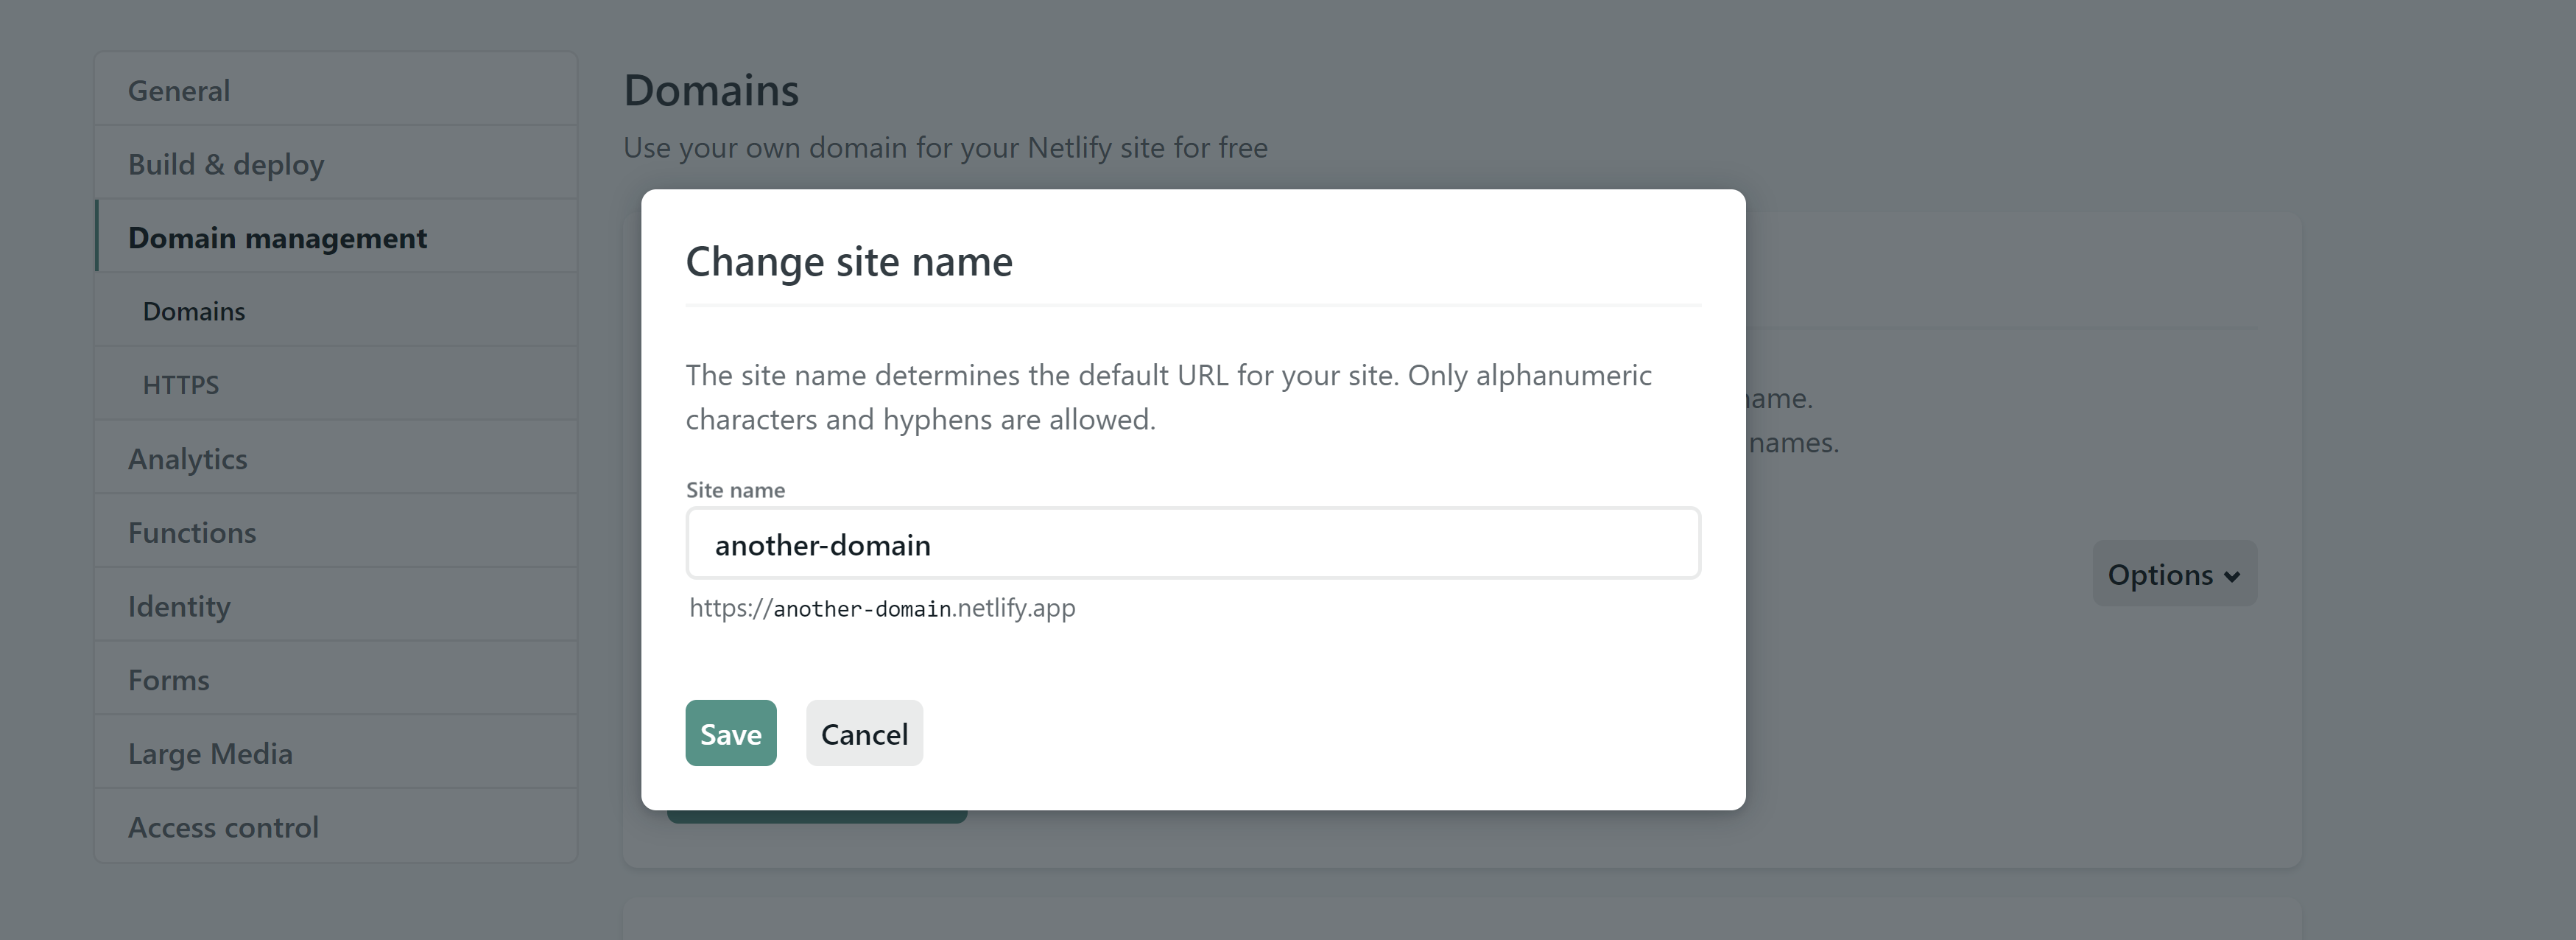 General
Build & deploy
Domain management
Domains
HTTPS
Analytics
Functions
Identity
Forms
Large Media
Access control
Domains
Use your own domain for your Netlify site for free
Change site name
The site name determines the default URL for your site. Only alphanumeric
characters and hyphens are allowed.
Site name
another-domain
https://another-domain.netlify.app
Save
Cancel
names.
Options